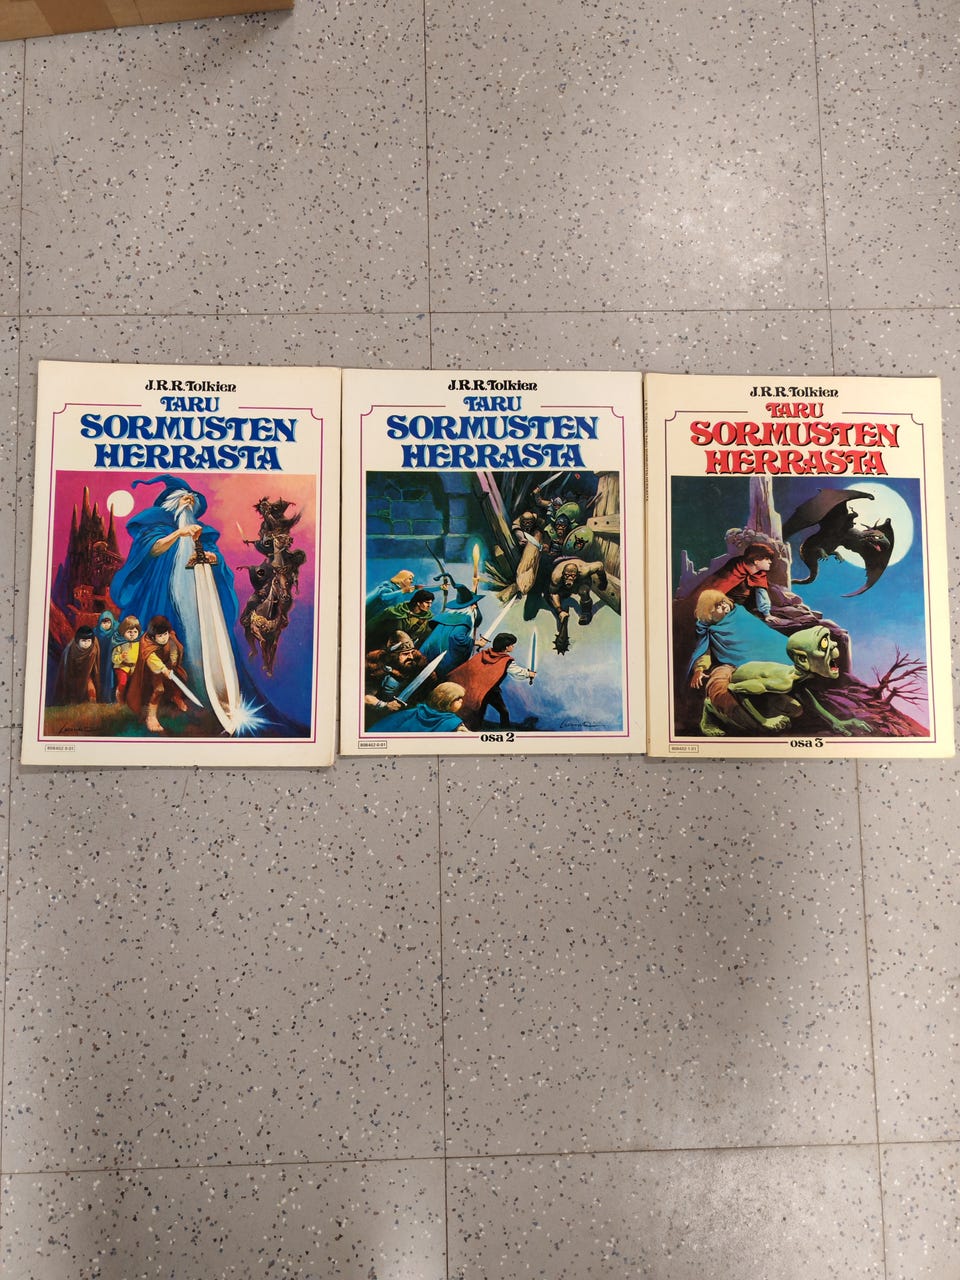 J.R.R. Tolkien
TARU
SORMUSTEN
HERRASTA
J.R.R. Tolkien
TARU
SORMUSTEN
HERRASTA
osa 2
J.R.R. Tolkien
TARU
SORMUSTEN
HERRASTA
osa 3